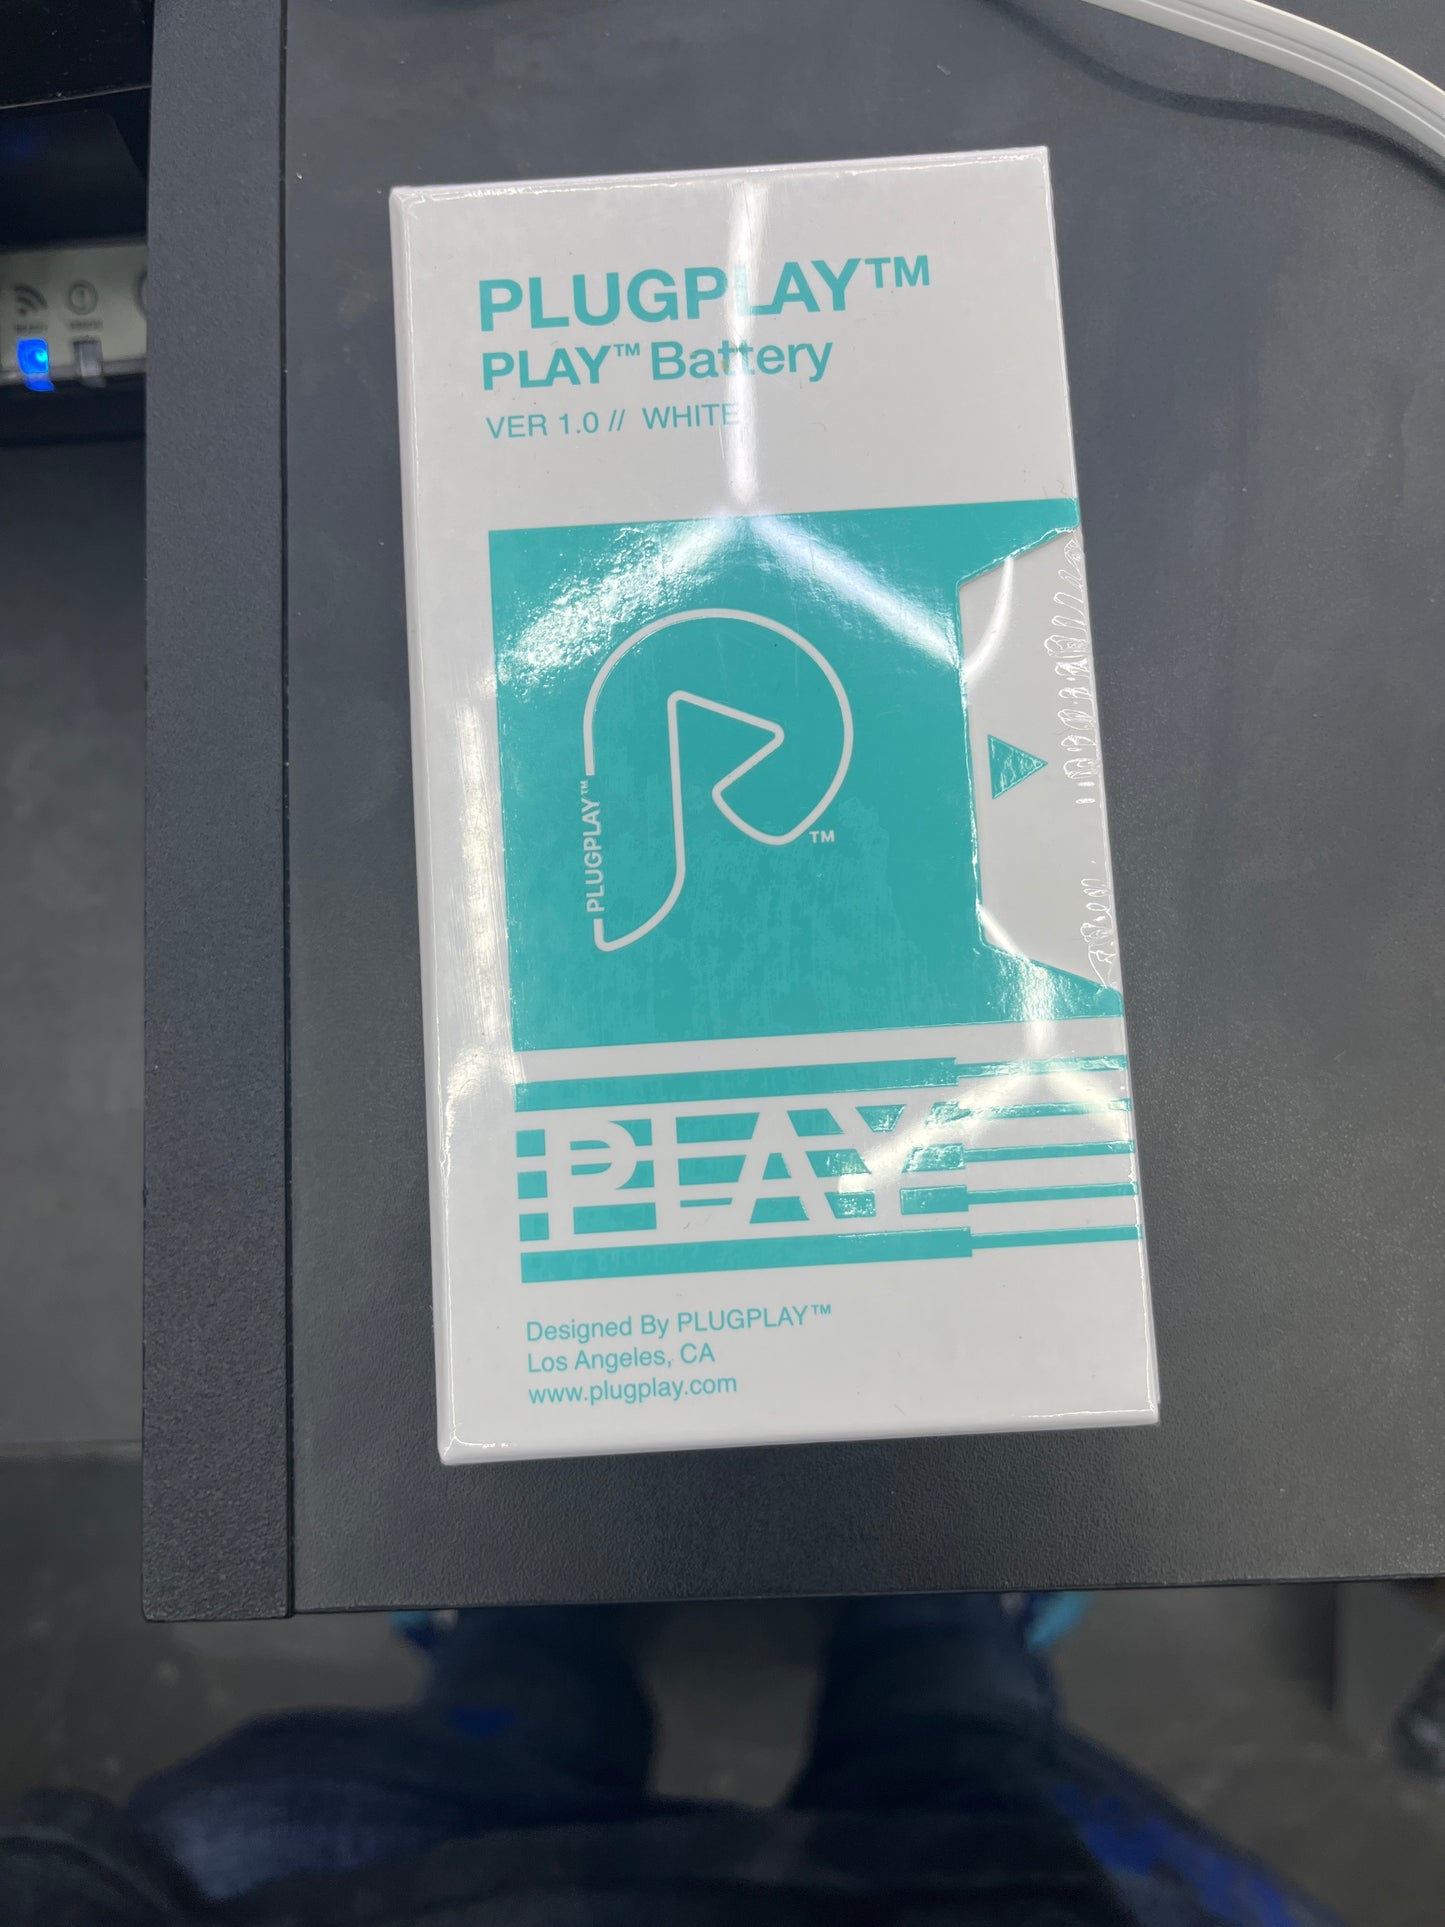 PLUGPLAY™
PLAY™ Battery
VER 1.0 // WHITE
PLUGPLAY™
TM
PLAY
Designed By PLUGPLAY™
Los Angeles, CA
www.plugplay.com